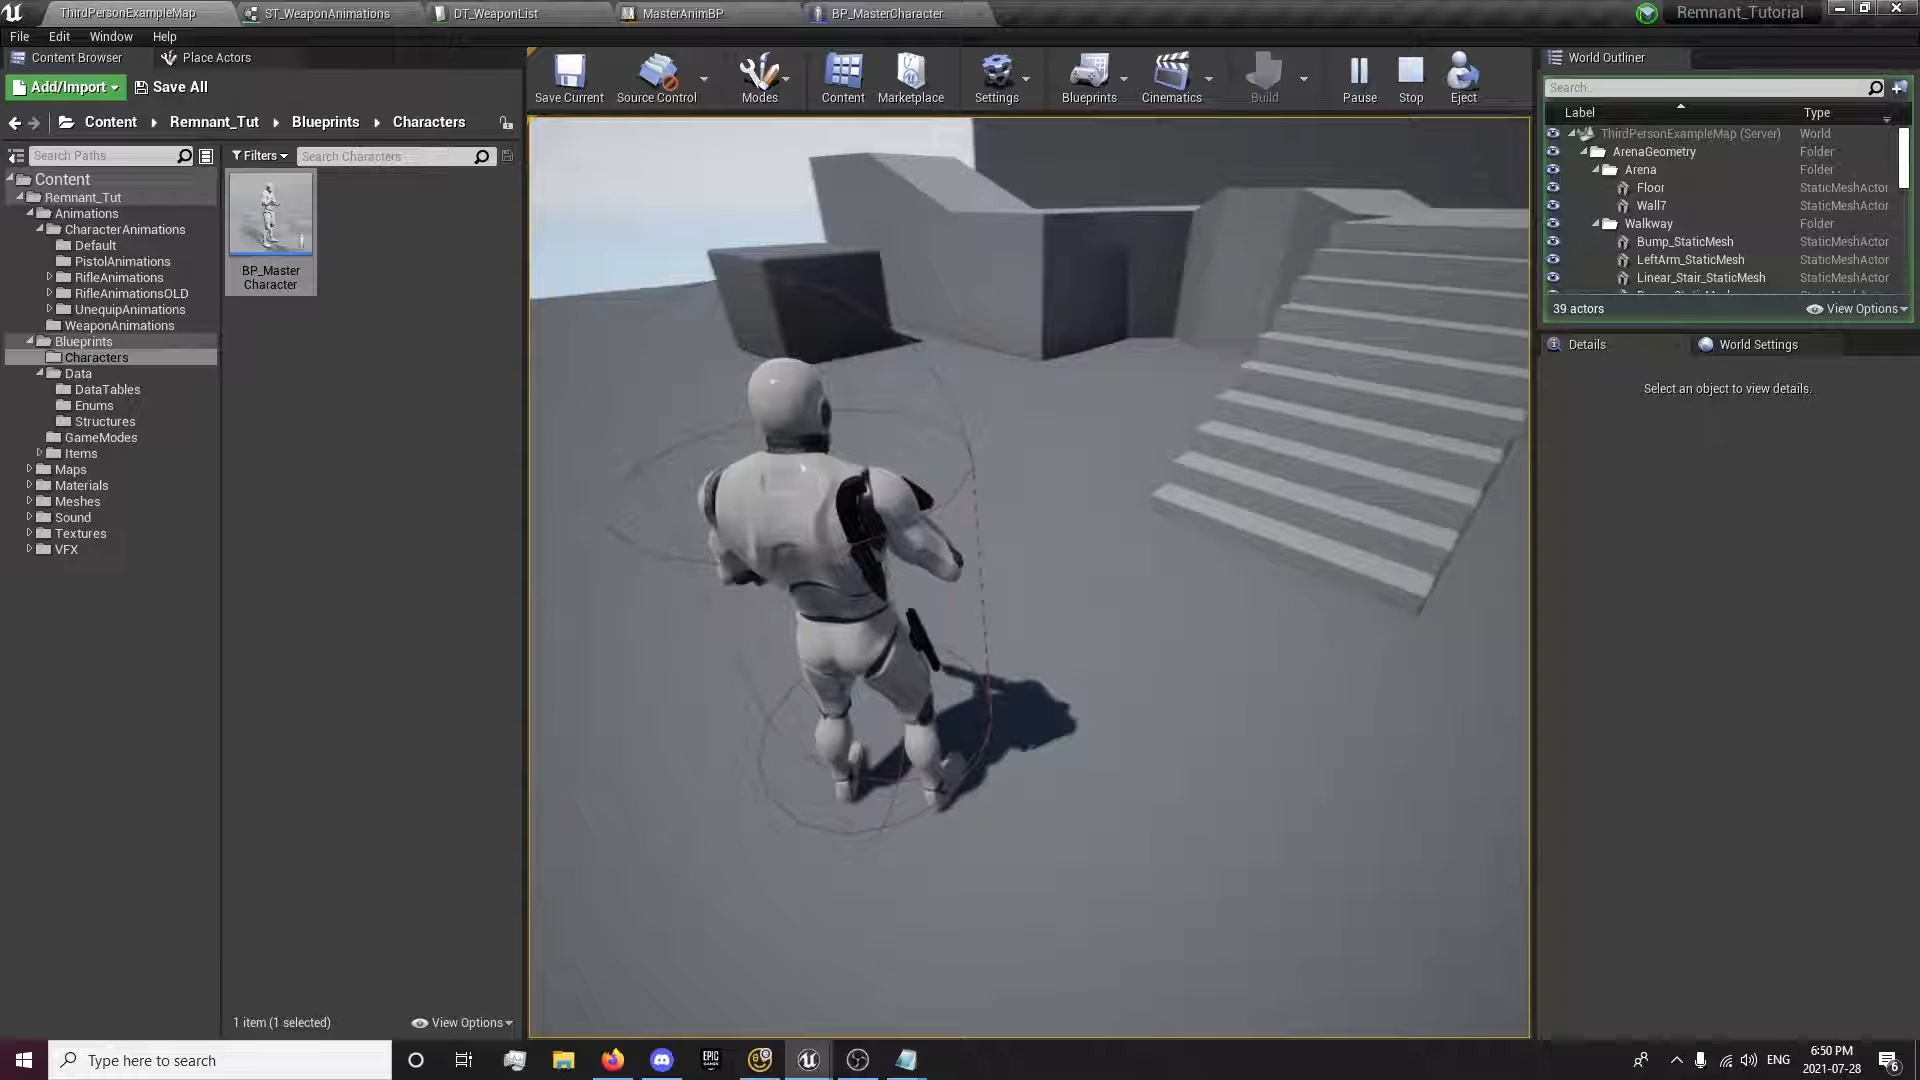 ThirdPersonExampleMap
ST_WeaponAnimations
DT_WeaponList
MasterAnimBP
BP_MasterCharacter
Remnant_Tutorial
File Edit Window Help
Content Browser
Place Actors
Add/Import
Save All
Content
Remnant_Tut
Blueprints
Characters
Search Paths
Filters
Search Characters
Content
Remnant_Tut
Animations
CharacterAnimations
Default
PistolAnimations
RifleAnimations
RifleAnimationsOLD
UnequipAnimations
WeaponAnimations
Blueprints
Characters
Data
DataTables
Enums
Structures
GameModes
Items
Maps
Materials
Meshes
Sound
Textures
VFX
BP_Master
Character
1 item (1 selected)
View Options
Save Current
Source Control
Modes
Content
Marketplace
Settings
Blueprints
Cinematics
Build
Pause
Stop
Eject
World Outliner
Search..
Label Type
ThirdPersonExampleMap (Server) World
ArenaGeometry Folder
Arena Folder
Floor StaticMeshActor
Wall7 StaticMeshActor
Walkway Folder
Bump_StaticMesh StaticMeshActor
LeftArm_StaticMesh StaticMeshActor
Linear_Stair_StaticMesh StaticMeshActor
39 actors
View Options
Details
World Settings
Select an object to view details.
Type here to search
EPIC
GAMES
ENG
6:50 PM
2021-07-28
6